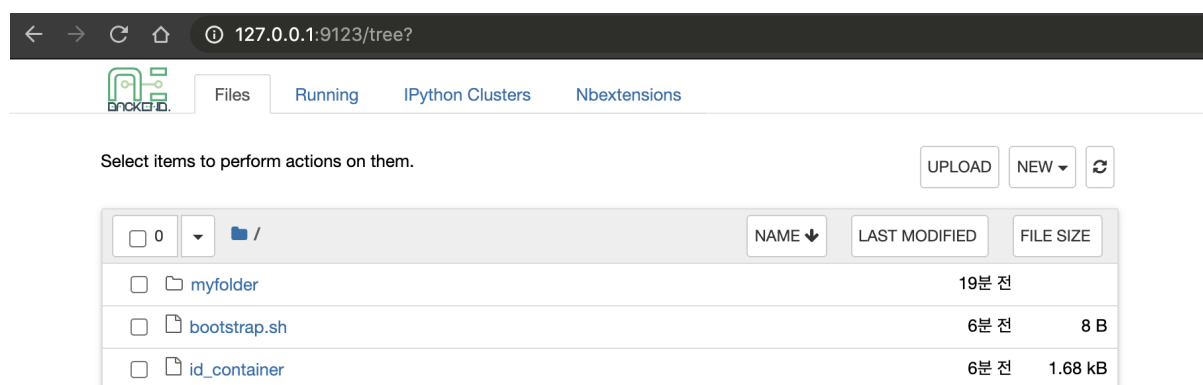 127.0.0.1:9123/tree?
BACKEND.AI
Files Running IPython Clusters Nbextensions
Select items to perform actions on them.
UPLOAD NEW
0 / NAME LAST MODIFIED FILE SIZE
myfolder 19분 전
bootstrap.sh 6분 전 8 B
id_container 6분 전 1.68 kB